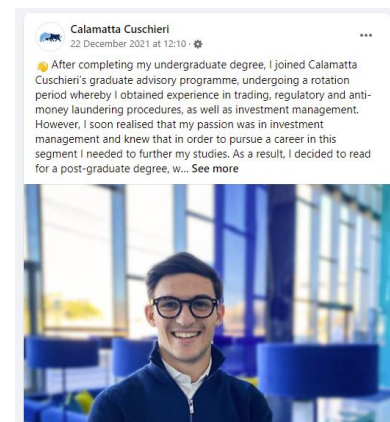 Calamatta Cuschieri
22 December 2021 at 12:10 ·
After completing my undergraduate degree, I joined Calamatta
Cuschieri's graduate advisory programme, undergoing a rotation
period whereby I obtained experience in trading, regulatory and anti-
money laundering procedures, as well as investment management.
However, I soon realised that my passion was in investment
management and knew that in order to pursue a career in this
segment I needed to further my studies. As a result, I decided to read
for a post-graduate degree, w... See more